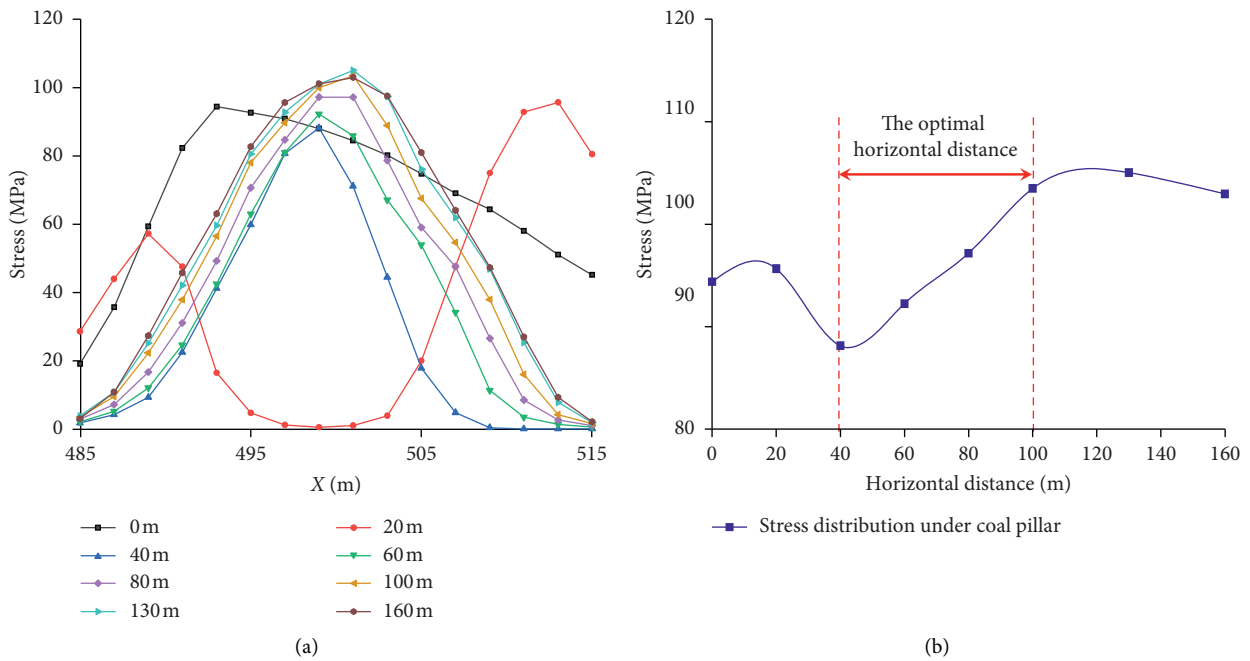 120
100
80
60
40
20
0
Stress (MPa)
485
495
505
515
X (m)
0 m
20 m
40 m
60 m
80 m
100 m
130 m
160 m
(a)
120
110
100
90
80
Stress (MPa)
The optimal
horizontal distance
0
20
40
60
80
100
120
140
160
Horizontal distance (m)
Stress distribution under coal pillar
(b)